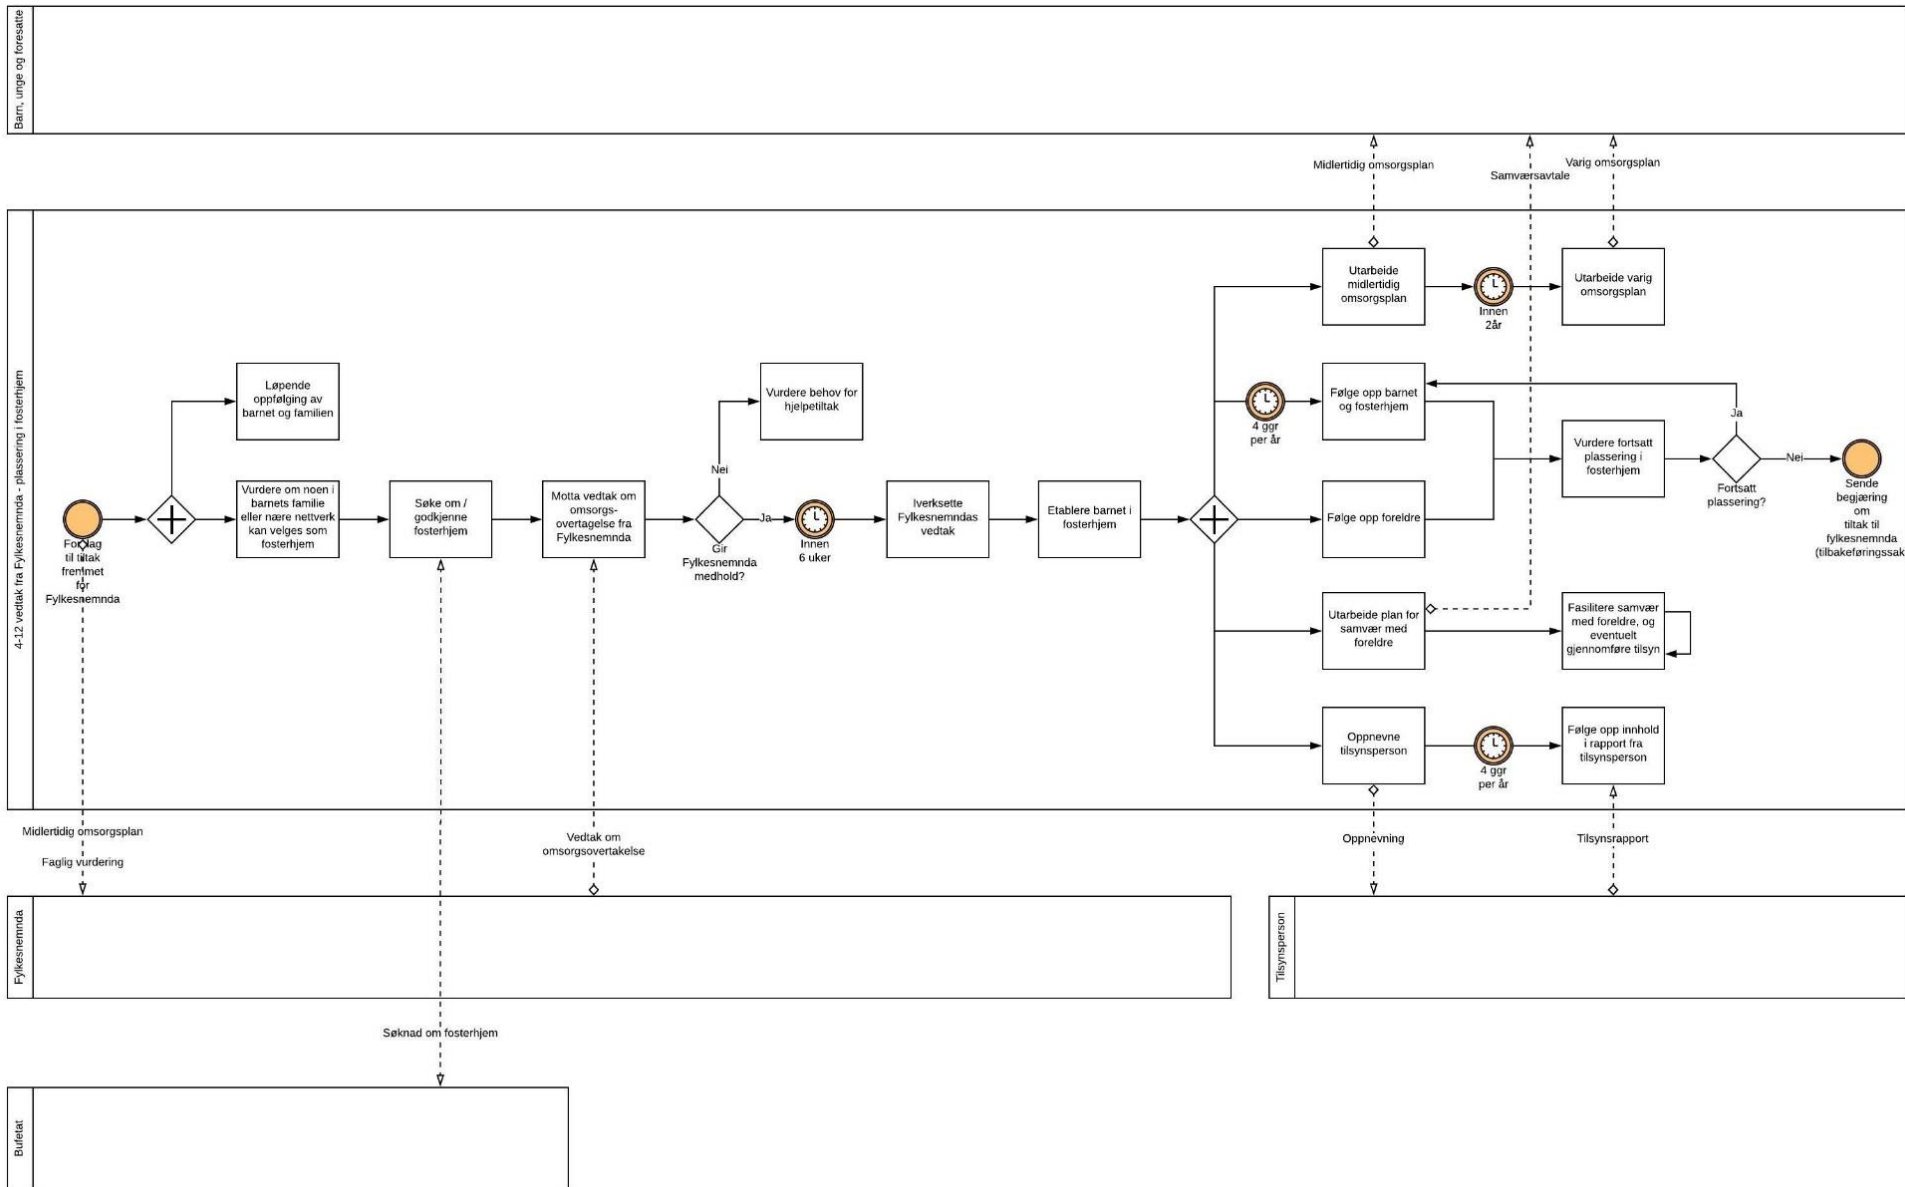 Barn, unge og foresatte
Midlertidig omsorgsplan
Samværsavtale
Varig omsorgsplan
4-12 vedtak fra Fylkesnemnda - plassering i fosterhjem
Utarbeide
midlertidig
omsorgsplan
Innen
2år
Utarbeide varig
omsorgsplan
Løpende
oppfølging av
barnet og familien
Vurdere behov for
hjelpetiltak
4 ggr
per år
Følge opp barnet
og fosterhjem
Ja
Vurdere fortsatt
plassering i
fosterhjem
Fortsatt
plassering?
Nei
Sende
begjæring
om
tiltak til
fylkesnemnda
(tilbakeføringssak
Forslag
til tiltak
fremmet
for
Fylkesnemnda
Vurdere om noen i
barnets familie
eller nære nettverk
kan velges som
fosterhjem
Søke om /
godkjenne
fosterhjem
Motta vedtak om
omsorgs-
overtagelse fra
Fylkesnemnda
Nei
Gir
Fylkesnemnda
medhold?
Ja
Innen
6 uker
Iverksette
Fylkesnemndas
vedtak
Etablere barnet i
fosterhjem
Følge opp foreldre
Utarbeide plan for
samvær med
foreldre
Fasilitere samvær
med foreldre, og
eventuelt
gjennomføre tilsyn
Oppnevne
tilsynsperson
4 ggr
per år
Følge opp innhold
i rapport fra
tilsynsperson
Midlertidig omsorgsplan
Faglig vurdering
Vedtak om
omsorgsovertakelse
Oppnevning
Tilsynsrapport
Fylkesnemnda
Tilsynsperson
Søknad om fosterhjem
Bufetat